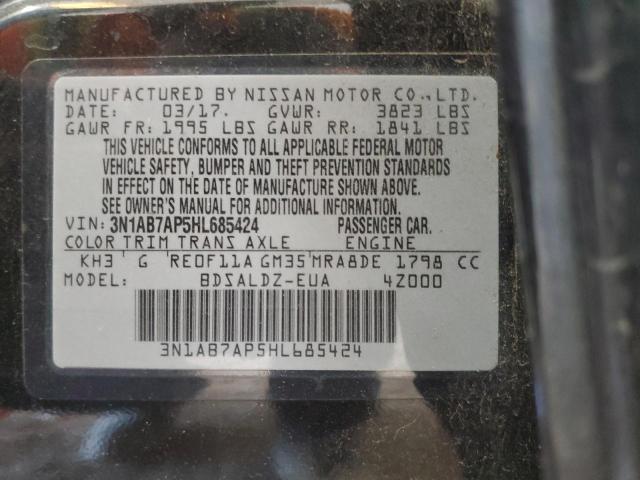 MANUFACTURED BY NISSAN MOTOR CO.,LTD.
DATE: 03/17. GVWR: 3823 LBS
GAWR FR: 1995 LBS GAWR RR: 1841 LBS
THIS VEHICLE CONFORMS TO ALL APPLICABLE FEDERAL MOTOR
VEHICLE SAFETY, BUMPER AND THEFT PREVENTION STANDARDS
IN EFFECT ON THE DATE OF MANUFACTURE SHOWN ABOVE.
SEE OWNER'S MANUAL FOR ADDITIONAL INFORMATION.
VIN: 3N1AB7AP5HL685424 PASSENGER CAR.
COLOR TRIM TRANS AXLE ENGINE
KH3 G RE0F11A GM35 MRA8DE 1798 CC
MODEL: BDSALDZ-EUA 4Z000
3N1AB7AP5HL685424